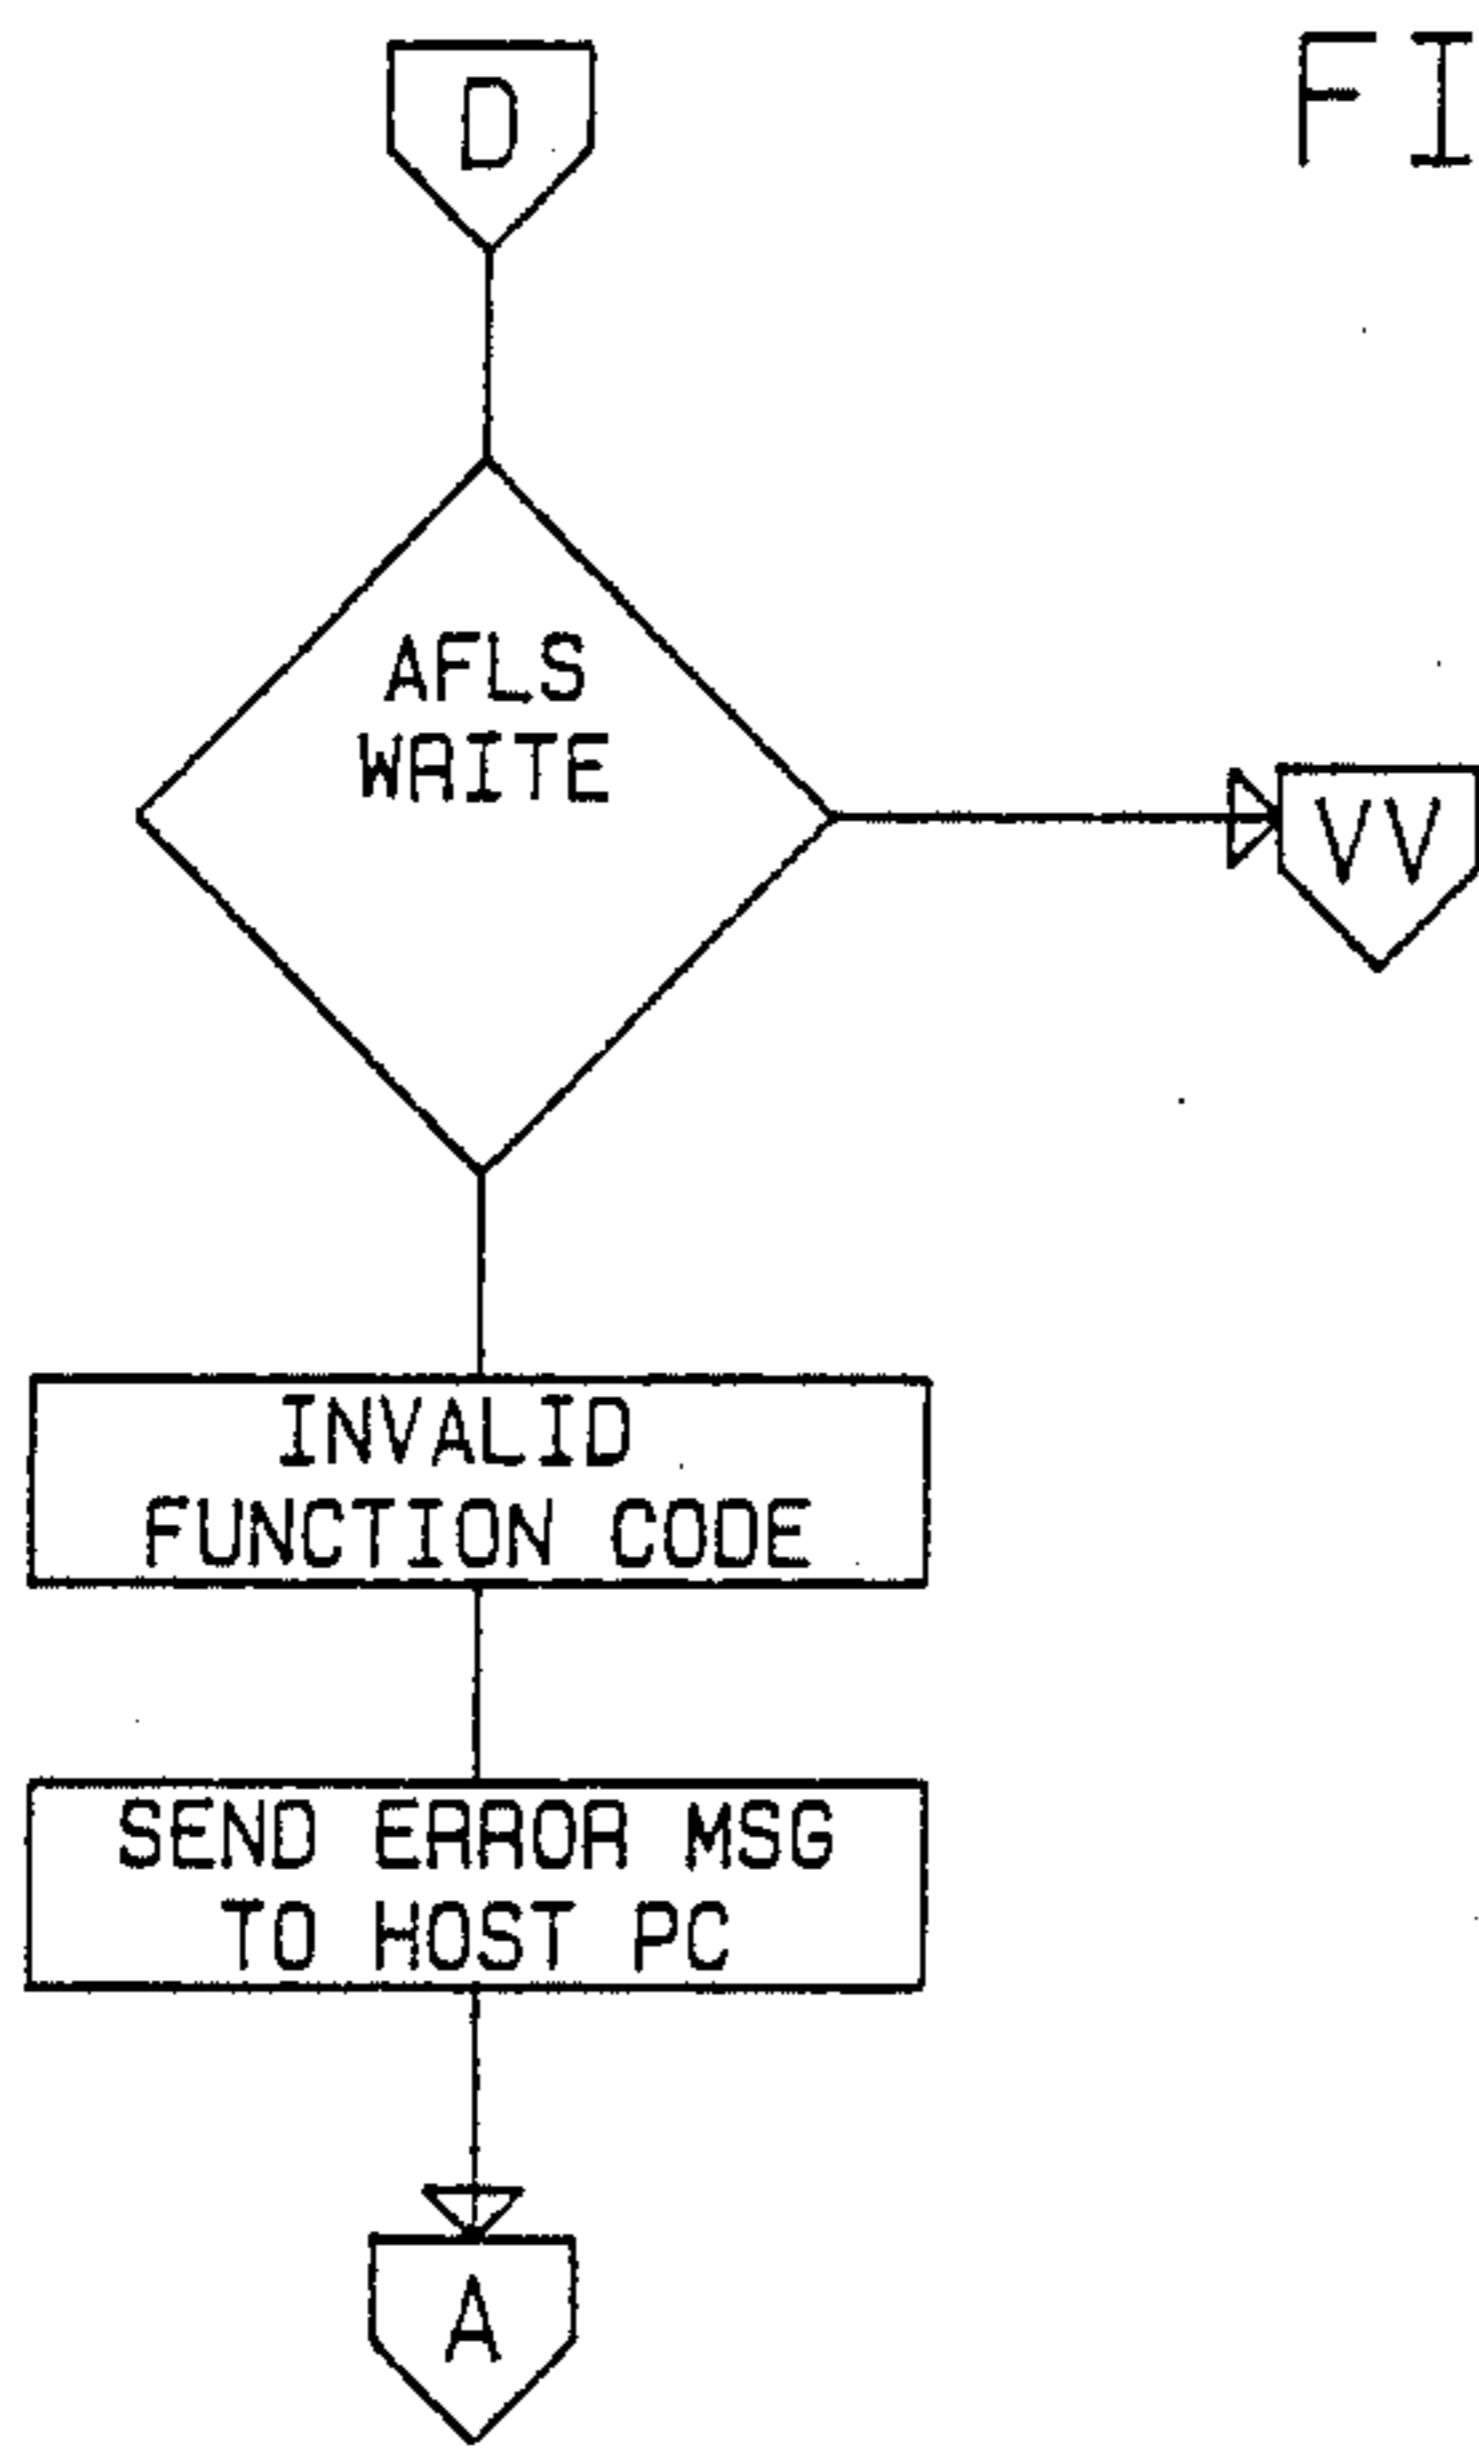 D
FI
AFLS
WRITE
VV
INVALID
FUNCTION CODE
SEND ERROR MSG
TO HOST PC
A